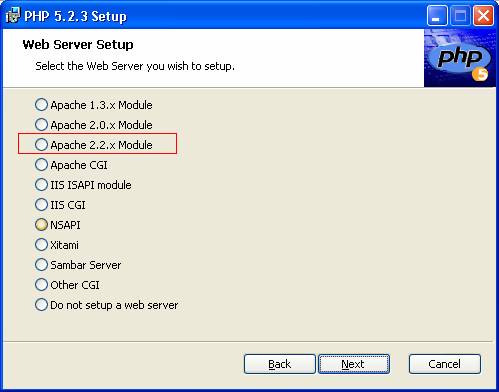 PHP 5.2.3 Setup
Web Server Setup
Select the Web Server you wish to setup.
php
5
Apache 1.3.x Module
Apache 2.0.x Module
Apache 2.2.x Module
Apache CGI
IIS ISAPI module
IIS CGI
NSAPI
Xitami
Sambar Server
Other CGI
Do not setup a web server
Back
Next
Cancel